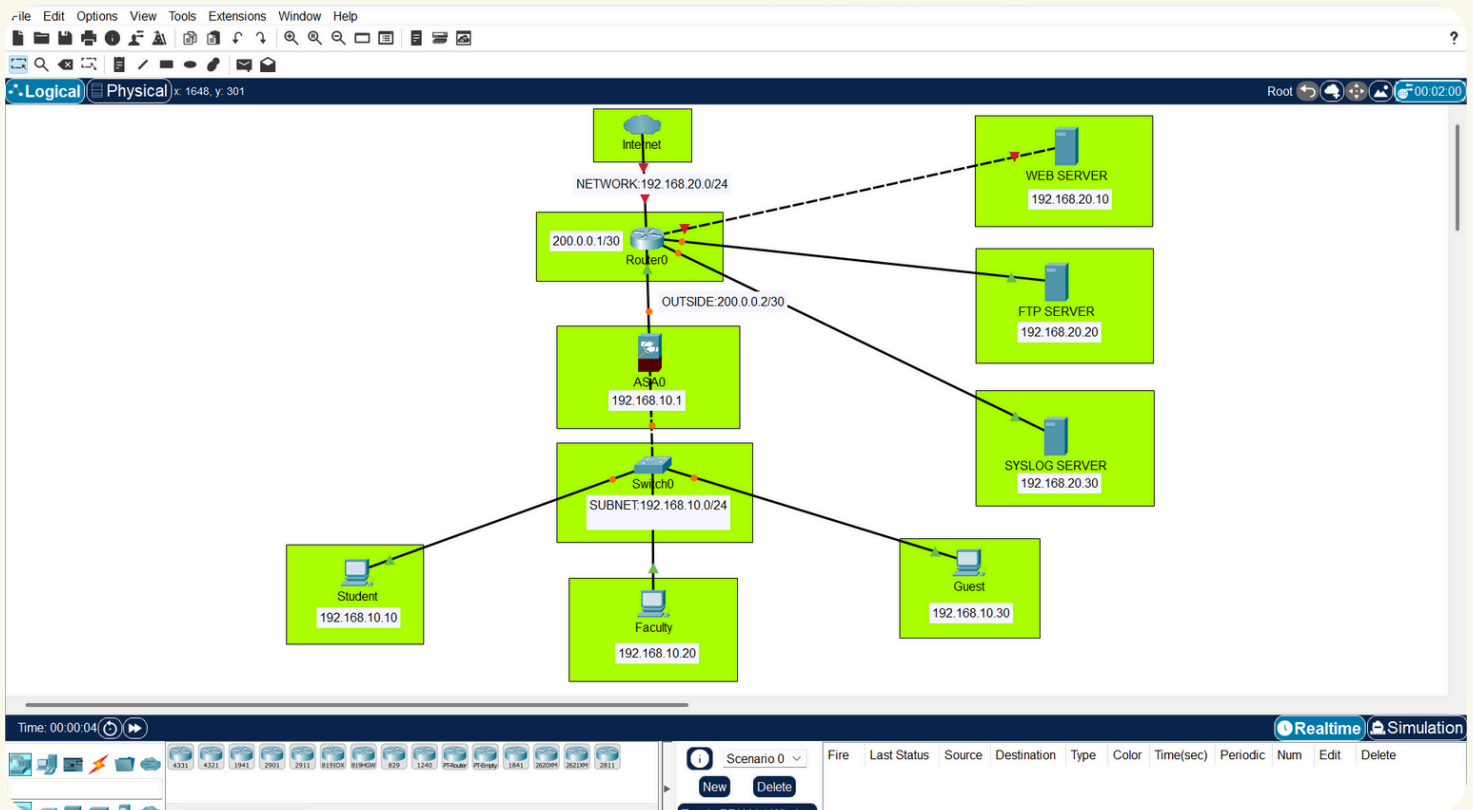 File Edit Options View Tools Extensions Window Help
?
Logical Physical x: 1648, y: 301
Root 00:02:00
Internet
NETWORK:192.168.20.0/24
WEB SERVER
192.168.20.10
200.0.0.1/30
Router0
OUTSIDE:200.0.0.2/30
FTP SERVER
192.168.20.20
ASA0
192.168.10.1
SYSLOG SERVER
192.168.20.30
Switch0
SUBNET:192.168.10.0/24
Student
192.168.10.10
Guest
192.168.10.30
Faculty
192.168.10.20
Time: 00:00:04
Realtime Simulation
4331 4321 1941 2901 2911 819IOX 819HGW 829 1240 PT-Router PT-Empty 1841 2620XM 2621XM 2811
Scenario 0
New Delete
Fire Last Status Source Destination Type Color Time(sec) Periodic Num Edit Delete